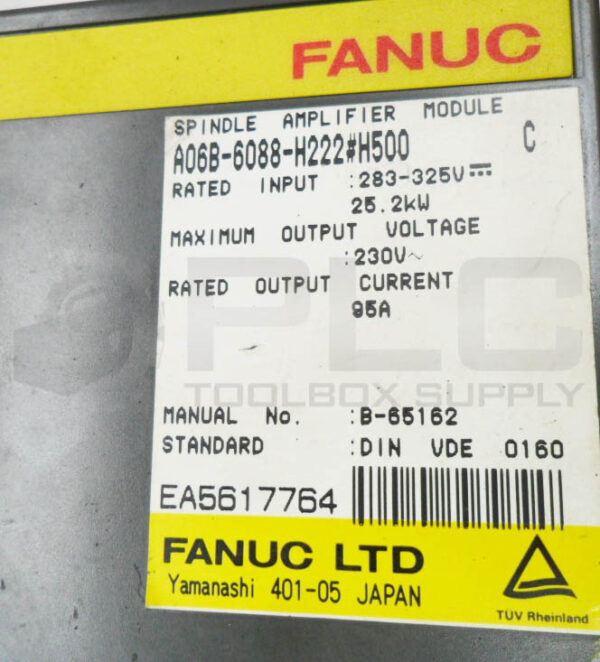 FANUC
SPINDLE AMPLIFIER MODULE
A06B-6088-H222#H500 C
RATED INPUT :283-325V⎓
25.2kW
MAXIMUM OUTPUT VOLTAGE
:230V~
RATED OUTPUT CURRENT
95A
PLC
TOOLBOX SUPPLY
MANUAL No. :B-65162
STANDARD :DIN VDE 0160
EA5617764
FANUC LTD
Yamanashi 401-05 JAPAN
TÜV Rheinland